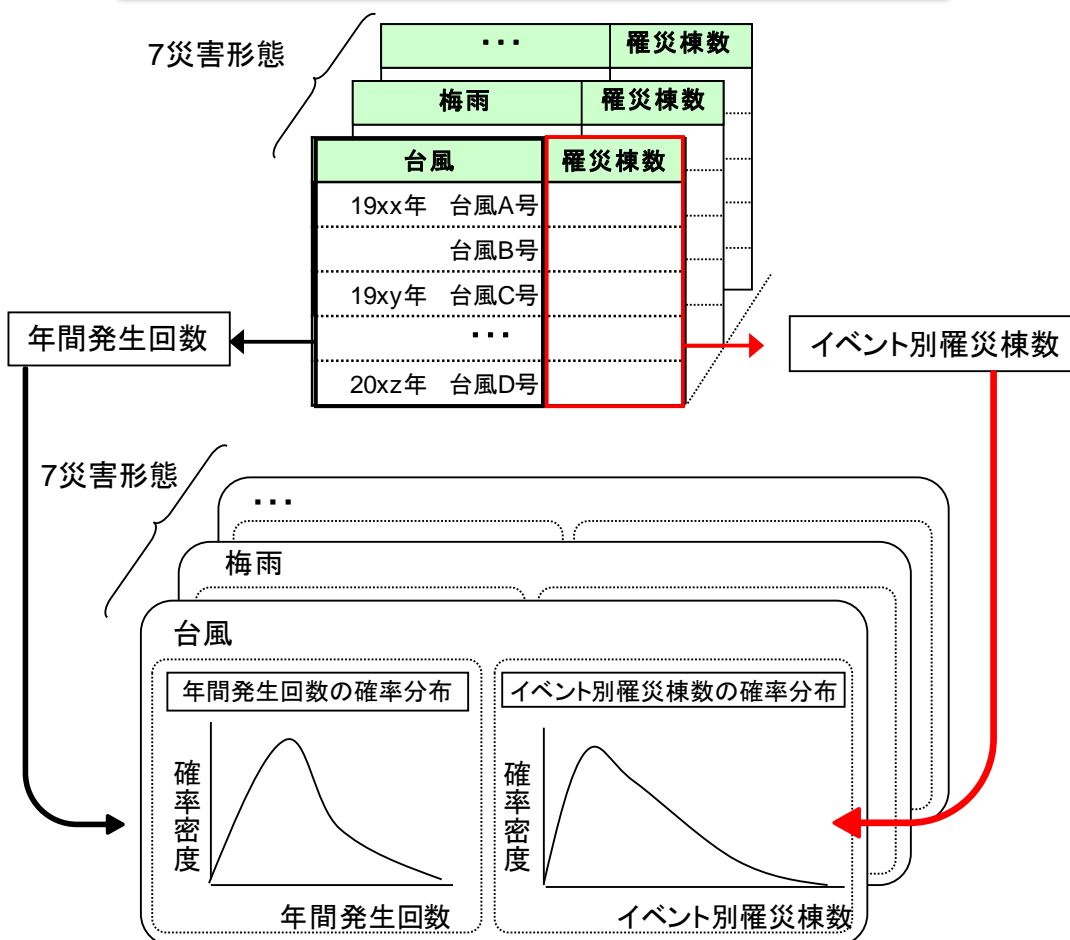 7災害形態
・・・ 罹災棟数
梅雨 罹災棟数
台風 罹災棟数
19xx年 台風A号
台風B号
19xy年 台風C号
・・・
20xz年 台風D号
年間発生回数
イベント別罹災棟数
7災害形態
・・・
梅雨
台風
年間発生回数の確率分布
イベント別罹災棟数の確率分布
確率密度
確率密度
年間発生回数
イベント別罹災棟数